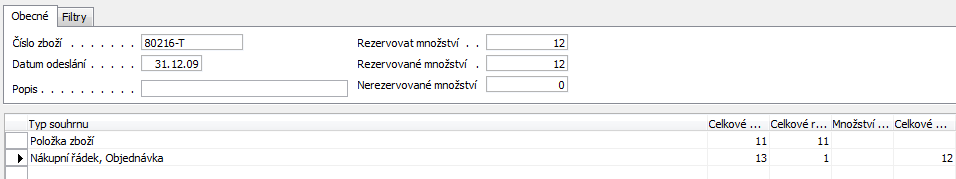 Obecné Filtry
Číslo zboží . . . . . . . 80216-T Rezervovat množství . . 12
Datum odeslání . . . . . 31.12.09 Rezervované množství . 12
Popis . . . . . . . . . . Nerezervované množství 0
Typ souhrnu Celkové ... Celkové r... Množství ... Celkové ...
Položka zboží 11 11
Nákupní řádek, Objednávka 13 1 12